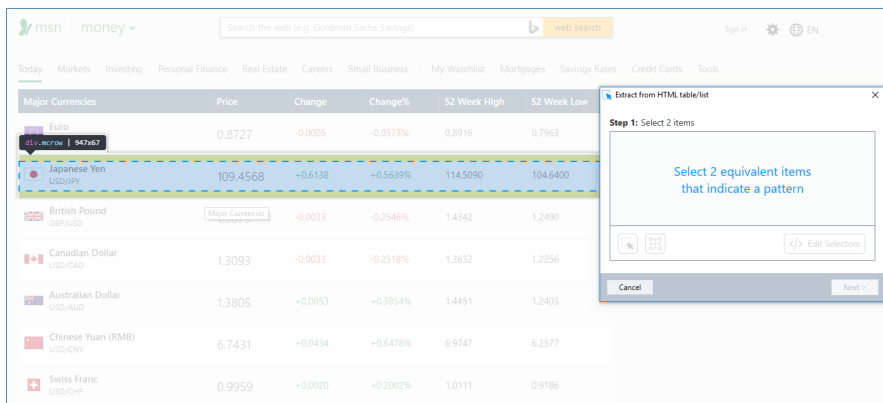 msn money
Search the web (e.g. Goldman Sachs Savings) web search
Sign in EN
Today Markets Investing Personal Finance Real Estate Careers Small Business My Watchlist Mortgages Savings Rates Credit Cards Tools
Major Currencies Price Change Change% 52 Week High 52 Week Low
Euro
0.8727 -0.0005 -0.0573% 0.8916 0.7963
div.mcrow | 947x67
Japanese Yen
USD/JPY 109.4568 +0.6138 +0.5639% 114.5090 104.6400
British Pound
GBP/USD -0.0033 -0.2546% 1.4342 1.2490
Major Currencies
Canadian Dollar
USD/CAD 1.3093 -0.0033 -0.2518% 1.3632 1.2256
Australian Dollar
USD/AUD 1.3805 +0.0053 +0.3854% 1.4451 1.2403
Chinese Yuan (RMB)
USD/CNY 6.7431 +0.0434 +0.6478% 6.9747 6.2577
Swiss Franc
USD/CHF 0.9959 +0.0020 +0.2002% 1.0111 0.9186
Extract from HTML table/list
Step 1: Select 2 items
Select 2 equivalent items
that indicate a pattern
</> Edit Selectors
Cancel Next >